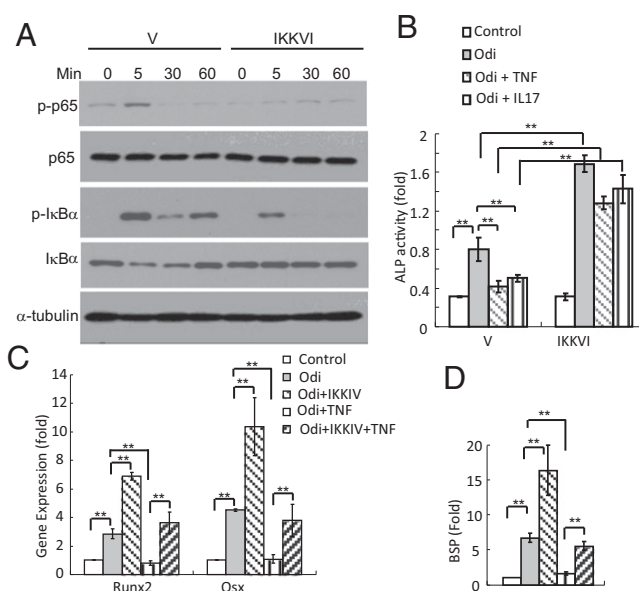 A
V IKKVI
Min 0 5 30 60 0 5 30 60
p-p65
p65
p-IκBα
IκBα
α-tubulin
B
Control
Odi
Odi + TNF
Odi + IL17
ALP activity (fold)
2
1.6
1.2
0.8
0.4
0
** ** ** ** ** **
V IKKVI
C
Control
Odi
Odi+IKKIV
Odi+TNF
Odi+IKKIV+TNF
Gene Expression (fold)
14
12
10
8
6
4
2
0
** ** ** ** ** ** ** **
Runx2 Osx
D
BSP (Fold)
20
15
10
5
0
** ** ** **